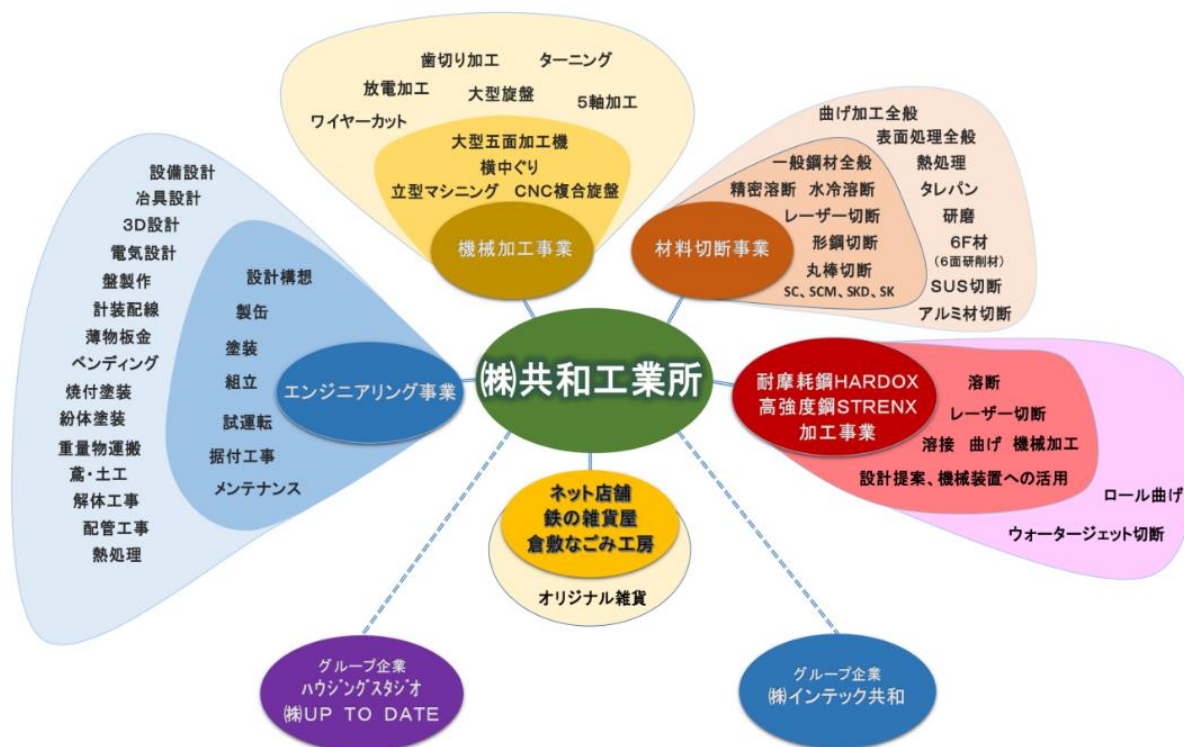 歯切り加工
ターニング
放電加工
大型旋盤
5軸加工
ワイヤーカット
大型五面加工機
横中ぐり
立型マシニング CNC複合旋盤
機械加工事業
曲げ加工全般
表面処理全般
一般鋼材全般
熱処理
精密溶断 水冷溶断
タレパン
レーザー切断
研磨
形鋼切断
6F材
(6面研削材)
丸棒切断
SC、SCM、SKD、SK
SUS切断
アルミ材切断
材料切断事業
設備設計
冶具設計
3D設計
電気設計
盤製作
計装配線
薄物板金
ベンディング
焼付塗装
紛体塗装
重量物運搬
鳶・土工
解体工事
配管工事
熱処理
設計構想
製缶
塗装
組立
試運転
据付工事
メンテナンス
エンジニアリング事業
㈱共和工業所
耐摩耗鋼HARDOX
高強度鋼STRENX
加工事業
溶断
レーザー切断
溶接 曲げ 機械加工
設計提案、機械装置への活用
ロール曲げ
ウォータージェット切断
ネット店舗
鉄の雑貨屋
倉敷なごみ工房
オリジナル雑貨
グループ企業
ﾊｳｼﾞﾝｸﾞｽﾀｼﾞｵ
㈱UP TO DATE
グループ企業
㈱インテック共和